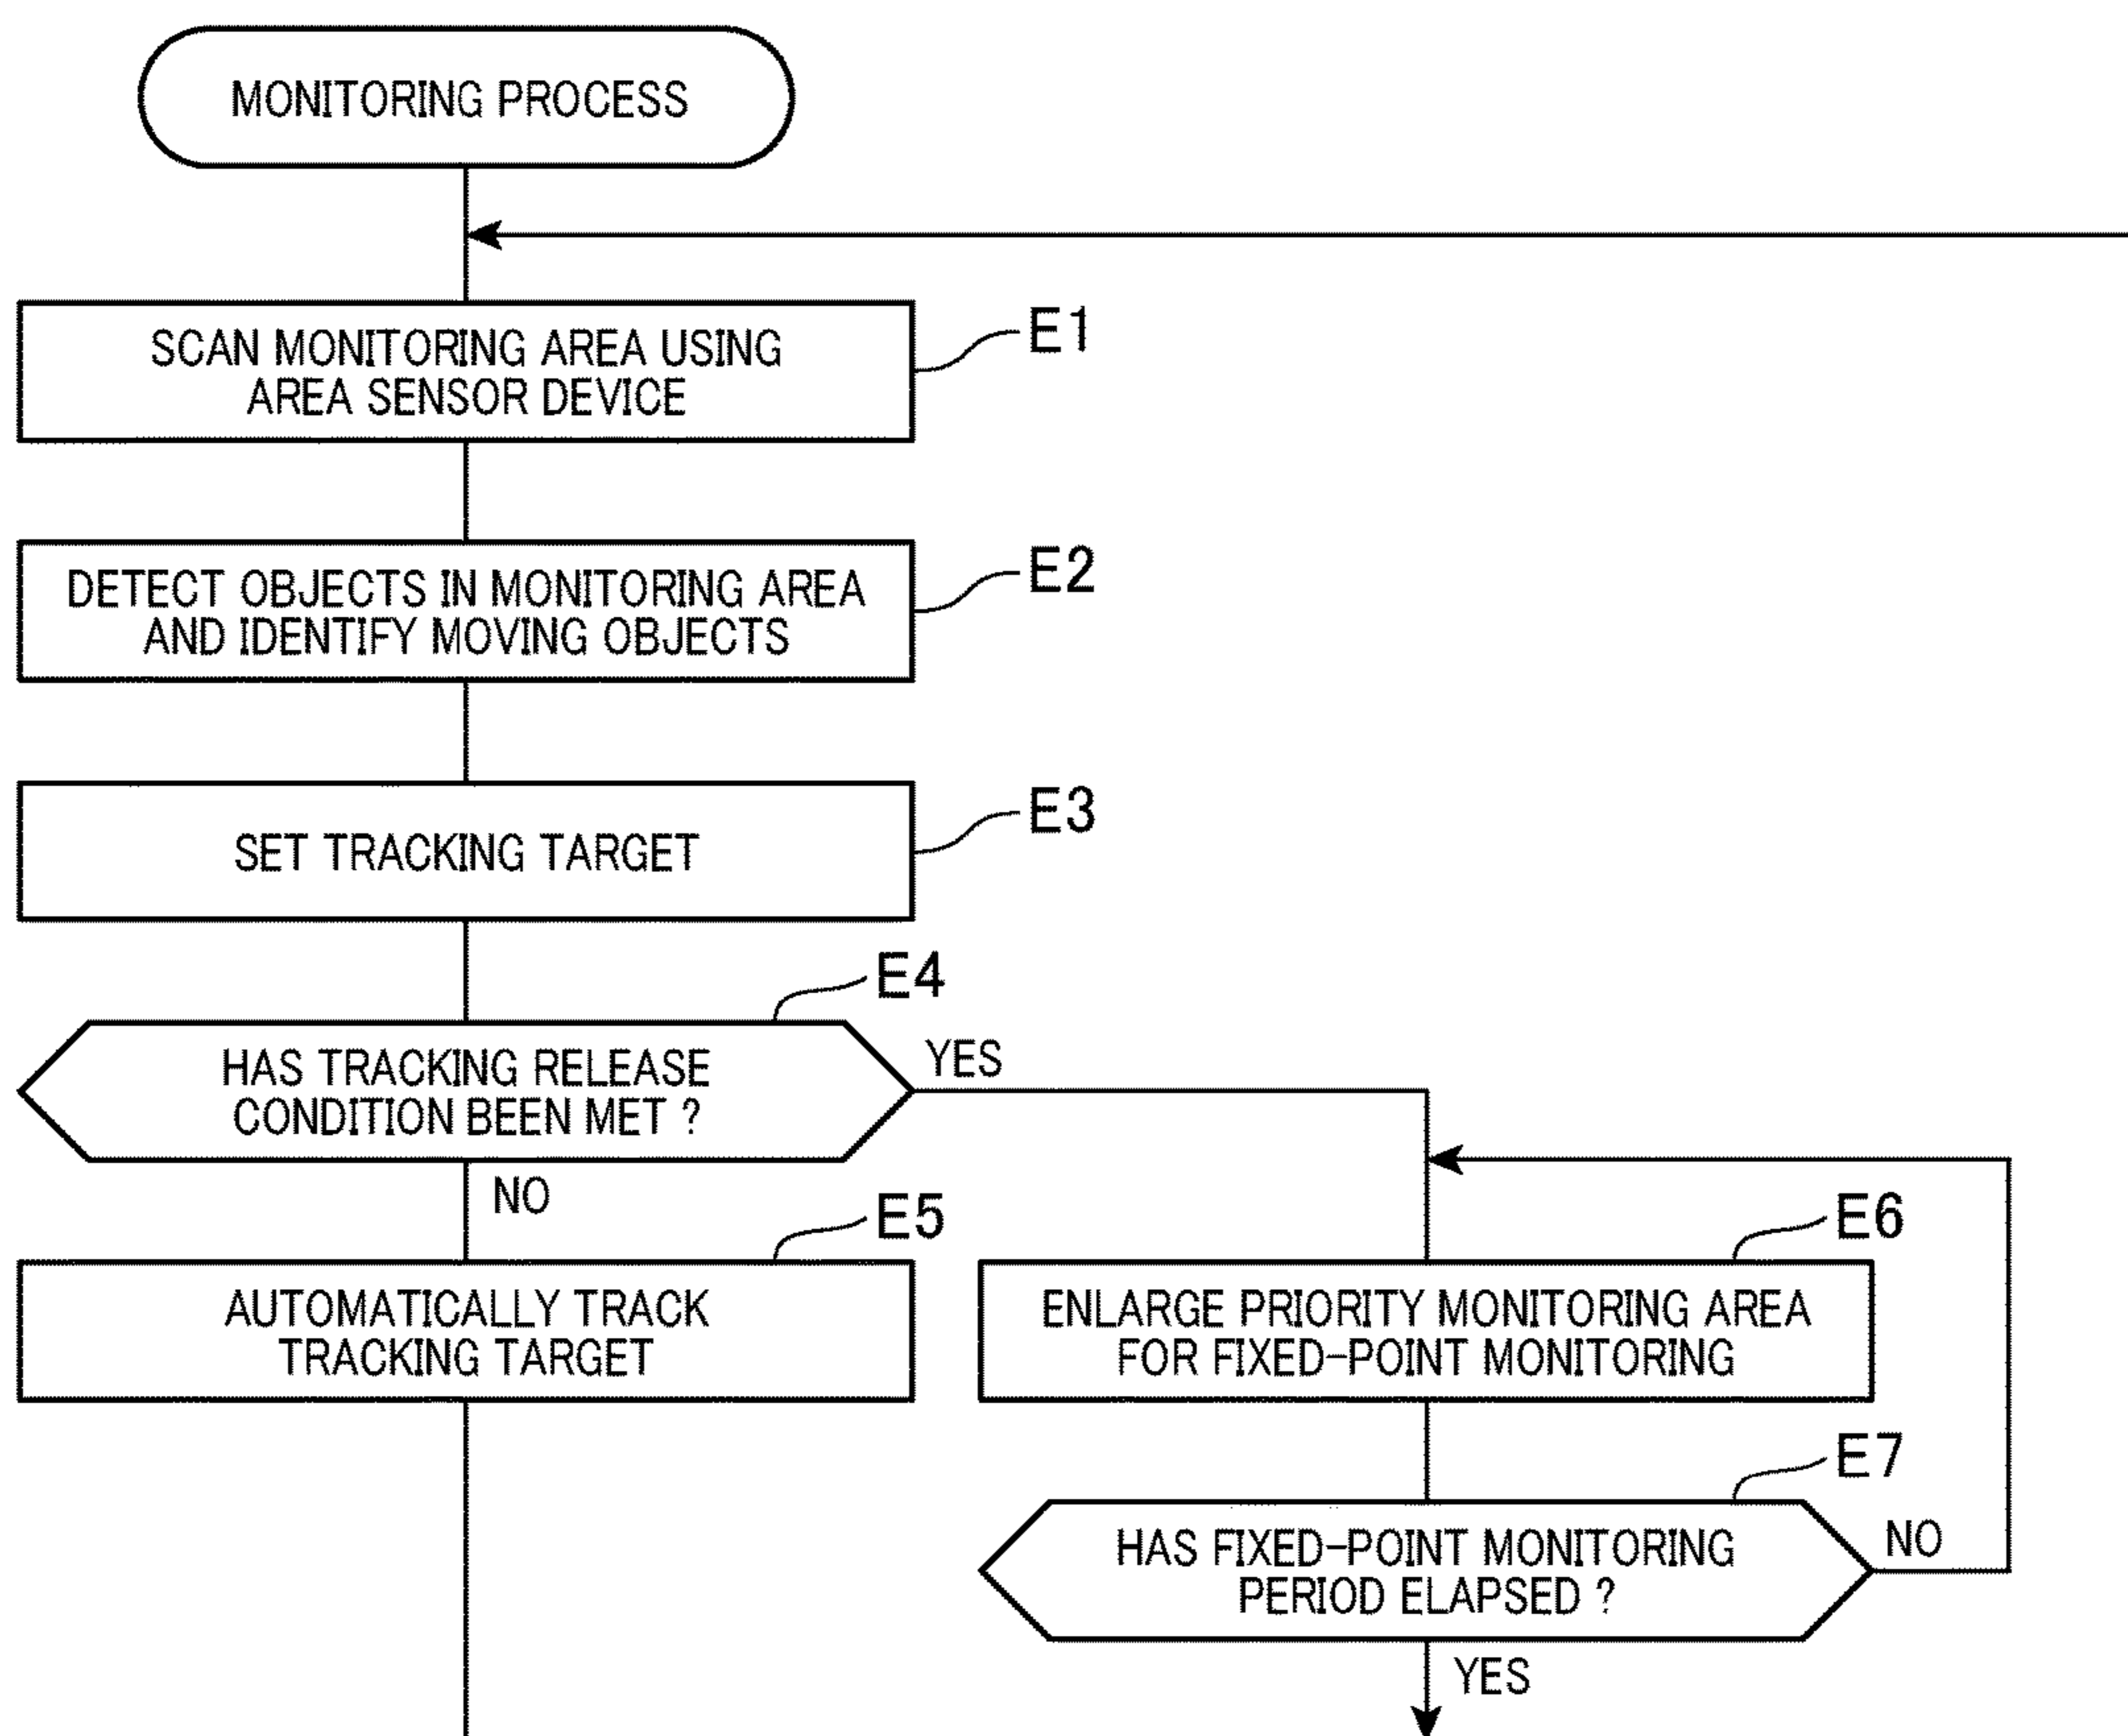 MONITORING PROCESS
SCAN MONITORING AREA USING
AREA SENSOR DEVICE
E1
DETECT OBJECTS IN MONITORING AREA
AND IDENTIFY MOVING OBJECTS
E2
SET TRACKING TARGET
E3
E4
HAS TRACKING RELEASE
CONDITION BEEN MET ?
YES
NO
E5
AUTOMATICALLY TRACK
TRACKING TARGET
E6
ENLARGE PRIORITY MONITORING AREA
FOR FIXED-POINT MONITORING
E7
HAS FIXED-POINT MONITORING
PERIOD ELAPSED ?
NO
YES